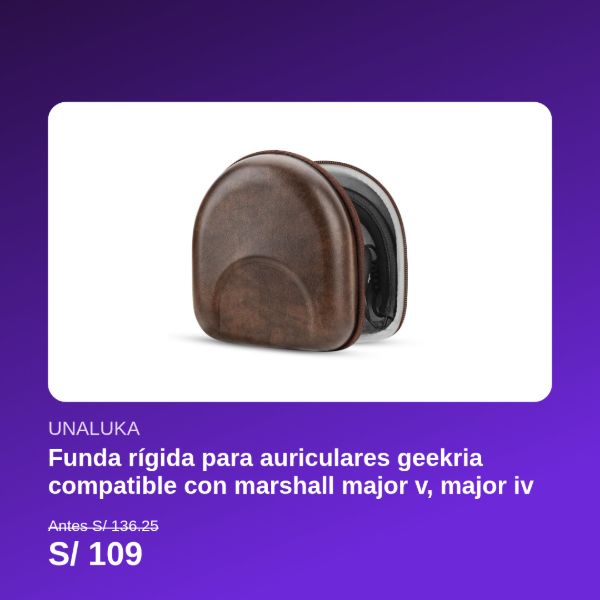 UNALUKA
Funda rígida para auriculares geekria
compatible con marshall major v, major iv
Antes S/ 136.25
S/ 109